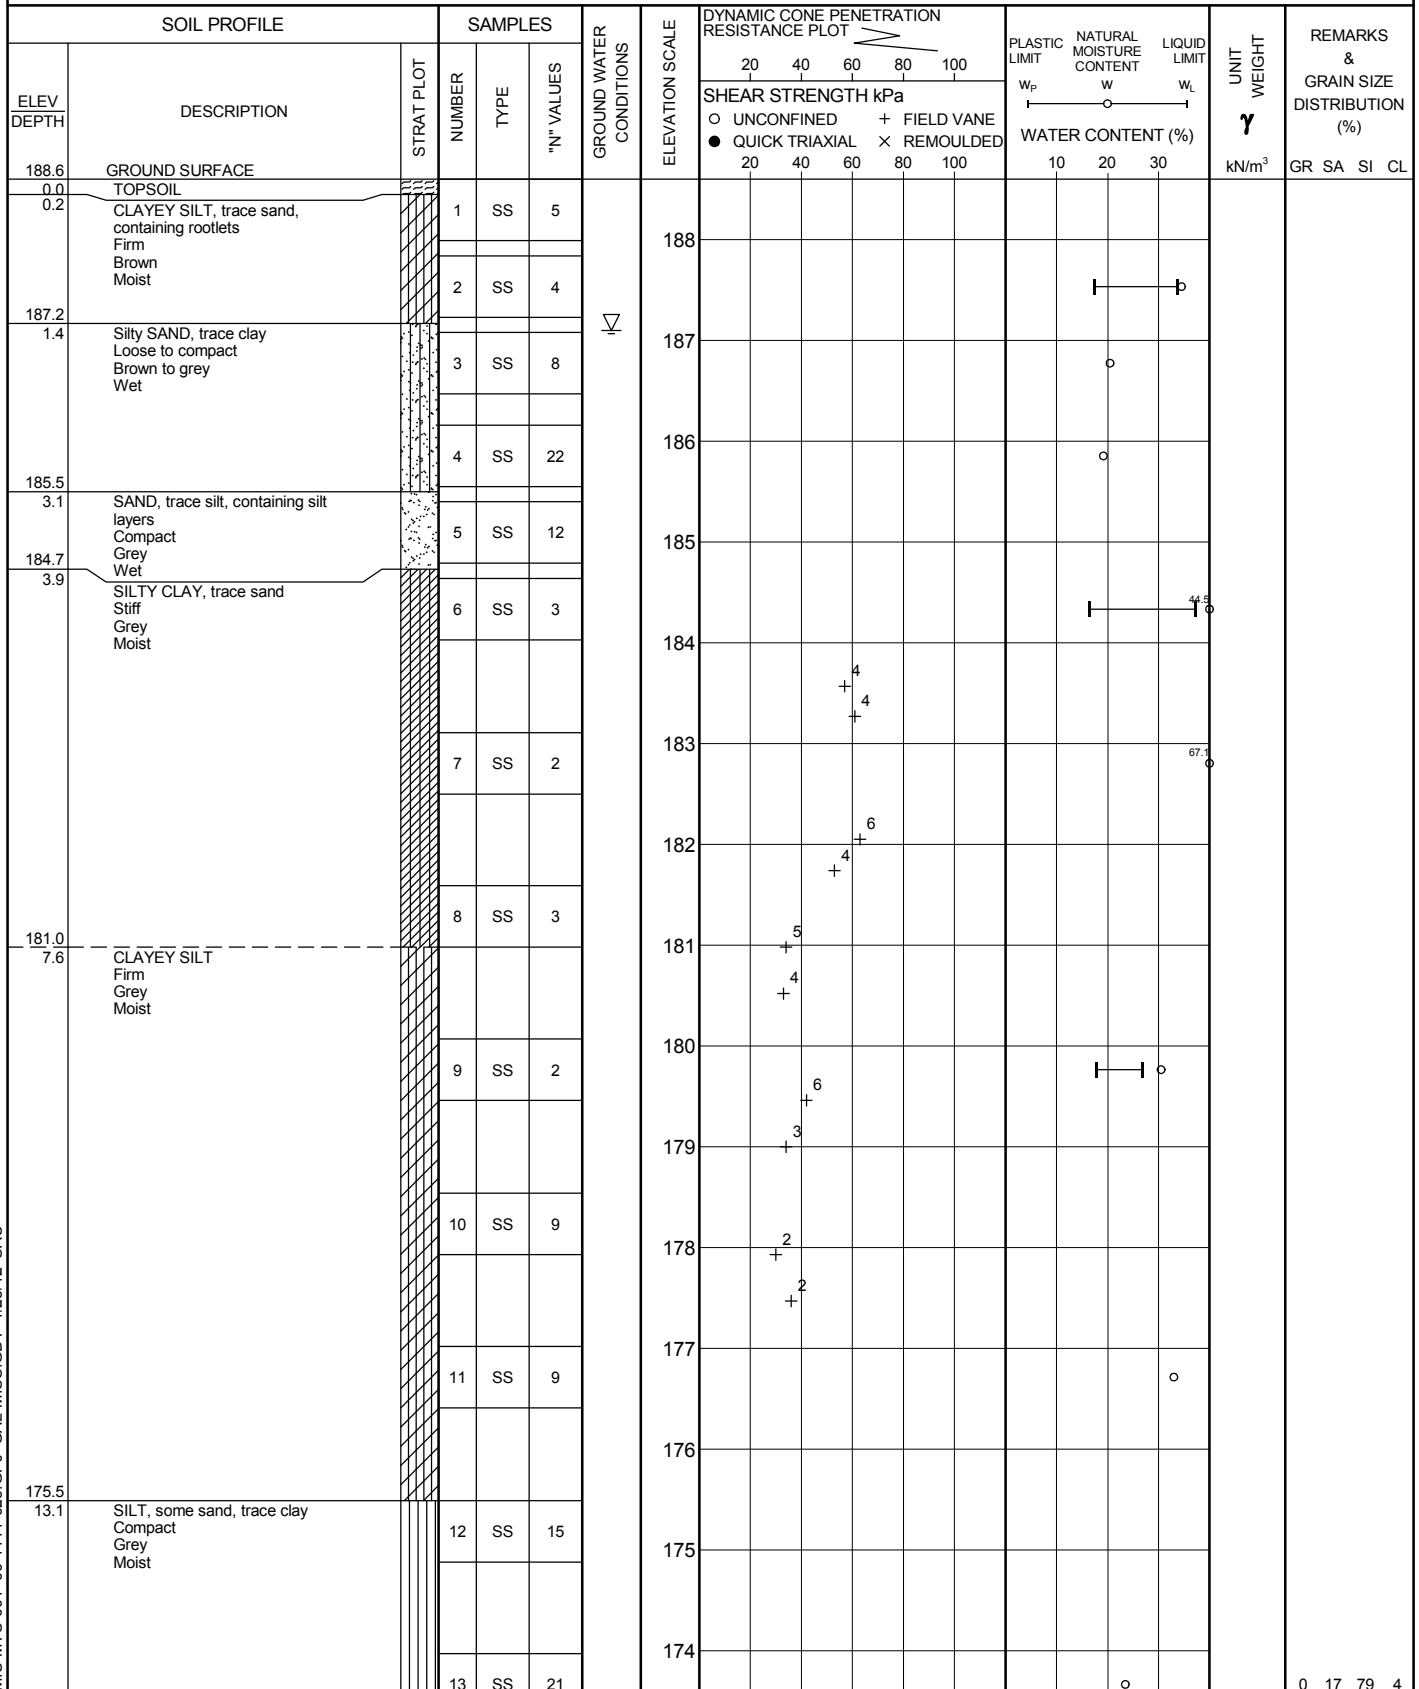 SOIL PROFILE
SAMPLES
GROUND WATER CONDITIONS
ELEVATION SCALE
DYNAMIC CONE PENETRATION
RESISTANCE PLOT
20 40 60 80 100
SHEAR STRENGTH kPa
○ UNCONFINED + FIELD VANE
● QUICK TRIAXIAL × REMOULDED
20 40 60 80 100
PLASTIC LIMIT
NATURAL MOISTURE CONTENT
LIQUID LIMIT
wP w wL
WATER CONTENT (%)
10 20 30
UNIT WEIGHT
γ
kN/m³
REMARKS
&
GRAIN SIZE
DISTRIBUTION
(%)
GR SA SI CL
ELEV
DEPTH
DESCRIPTION
STRAT PLOT
NUMBER
TYPE
"N" VALUES
188.6 GROUND SURFACE
0.0 TOPSOIL
0.2 CLAYEY SILT, trace sand,
containing rootlets
Firm
Brown
Moist
1 SS 5
188
2 SS 4
187.2
1.4 Silty SAND, trace clay
Loose to compact
Brown to grey
Wet
187
3 SS 8
186
4 SS 22
185.5
3.1 SAND, trace silt, containing silt
layers
Compact
Grey
Wet
5 SS 12
185
184.7
3.9 SILTY CLAY, trace sand
Stiff
Grey
Moist
6 SS 3
44.5
184
4
4
183
7 SS 2
67.1
6
182
4
8 SS 3
5
181.0
181
7.6 CLAYEY SILT
Firm
Grey
Moist
4
180
9 SS 2
6
3
179
10 SS 9
2
178
2
177
11 SS 9
176
175.5
13.1 SILT, some sand, trace clay
Compact
Grey
Moist
12 SS 15
175
174
13 SS 21
0 17 79 4